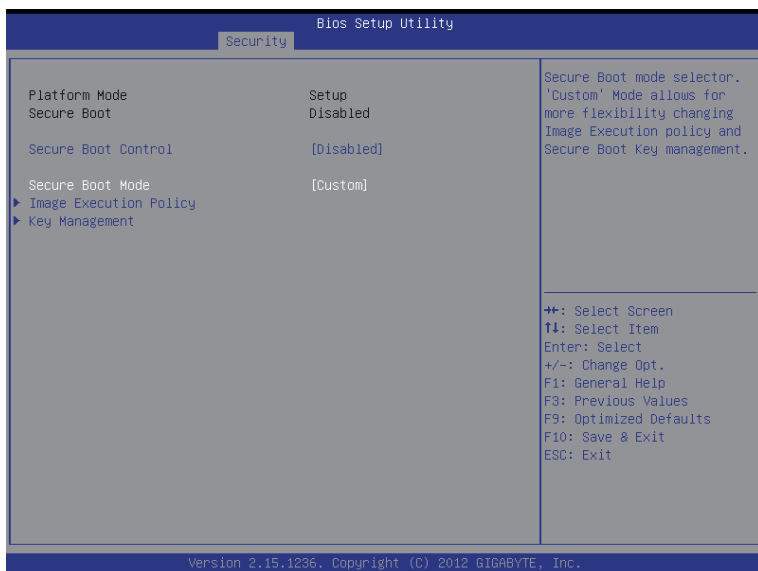 Bios Setup Utility
Security
Platform Mode Setup
Secure Boot Disabled
Secure Boot Control [Disabled]
Secure Boot Mode [Custom]
Image Execution Policy
Key Management
Secure Boot mode selector.
'Custom' Mode allows for
more flexibility changing
Image Execution policy and
Secure Boot Key management.
→←: Select Screen
↑↓: Select Item
Enter: Select
+/-: Change Opt.
F1: General Help
F3: Previous Values
F9: Optimized Defaults
F10: Save & Exit
ESC: Exit
Version 2.15.1236. Copyright (C) 2012 GIGABYTE, Inc.